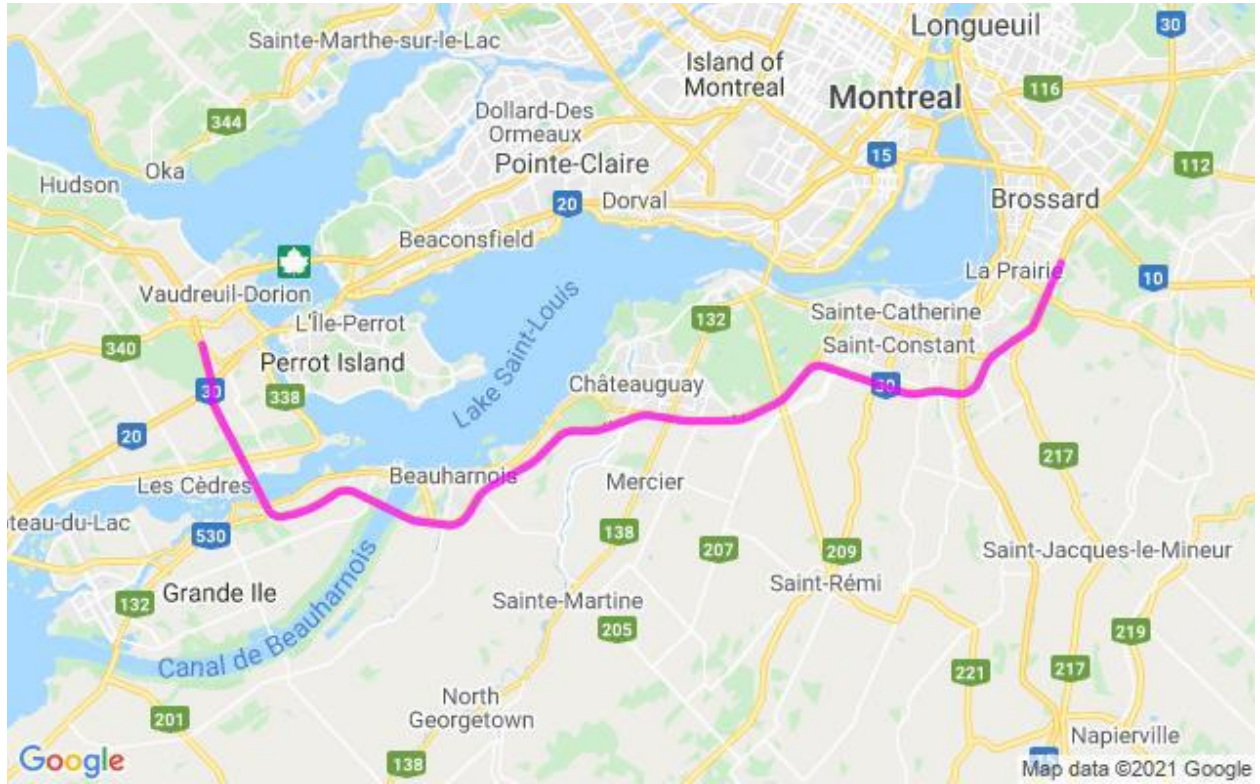 Longueuil
30
Sainte-Marthe-sur-le-Lac
Island of
Montreal
Montreal
116
344
Dollard-Des
Ormeaux
15
Pointe-Claire
112
Oka
Hudson
20
Dorval
Brossard
Beaconsfield
La Prairie
10
Vaudreuil-Dorion
L'Île-Perrot
132
Sainte-Catherine
340
Perrot Island
Lake Saint-Louis
Saint-Constant
30
338
Châteauguay
30
20
217
Les Cèdres
Beauharnois
Mercier
oteau-du-Lac
530
138
207
209
Saint-Jacques-le-Mineur
132
Grande Ile
Canal de Beauharnois
Sainte-Martine
Saint-Rémi
205
219
221
217
201
North
Georgetown
138
Napierville
Google
Map data ©2021 Google